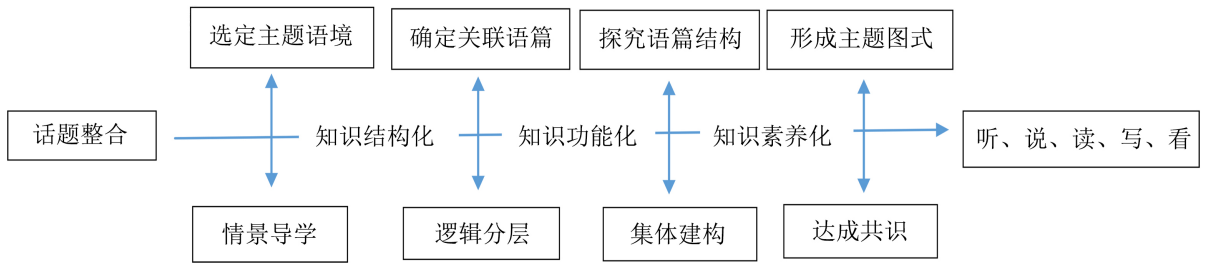 选定主题语境 确定关联语篇 探究语篇结构 形成主题图式
话题整合 知识结构化 知识功能化 知识素养化 听、说、读、写、看
情景导学 逻辑分层 集体建构 达成共识